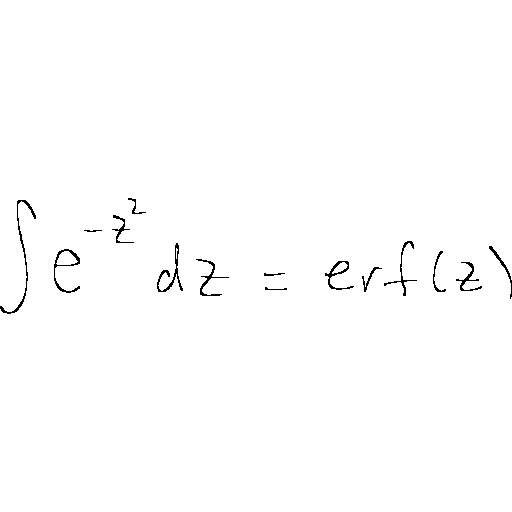 ∫e^{-z^2} dz = erf(z)